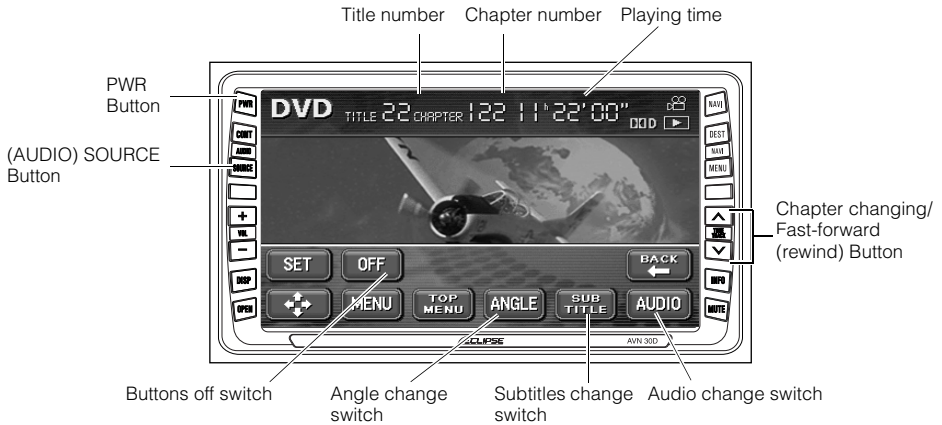 Title number Chapter number Playing time
PWR
Button
(AUDIO) SOURCE
Button
PWR
CONT
AUDIO
SOURCE
+
VOL
−
DISP
OPEN
DVD TITLE 22 CHAPTER 122 11h22'00"
D
NAVI
DEST
NAVI
MENU
TUNE
TRACK
INFO
MUTE
Chapter changing/
Fast-forward
(rewind) Button
SET OFF BACK
MENU TOP MENU ANGLE SUB TITLE AUDIO
ECLIPSE AVN 30D
Buttons off switch
Angle change
switch
Subtitles change
switch
Audio change switch